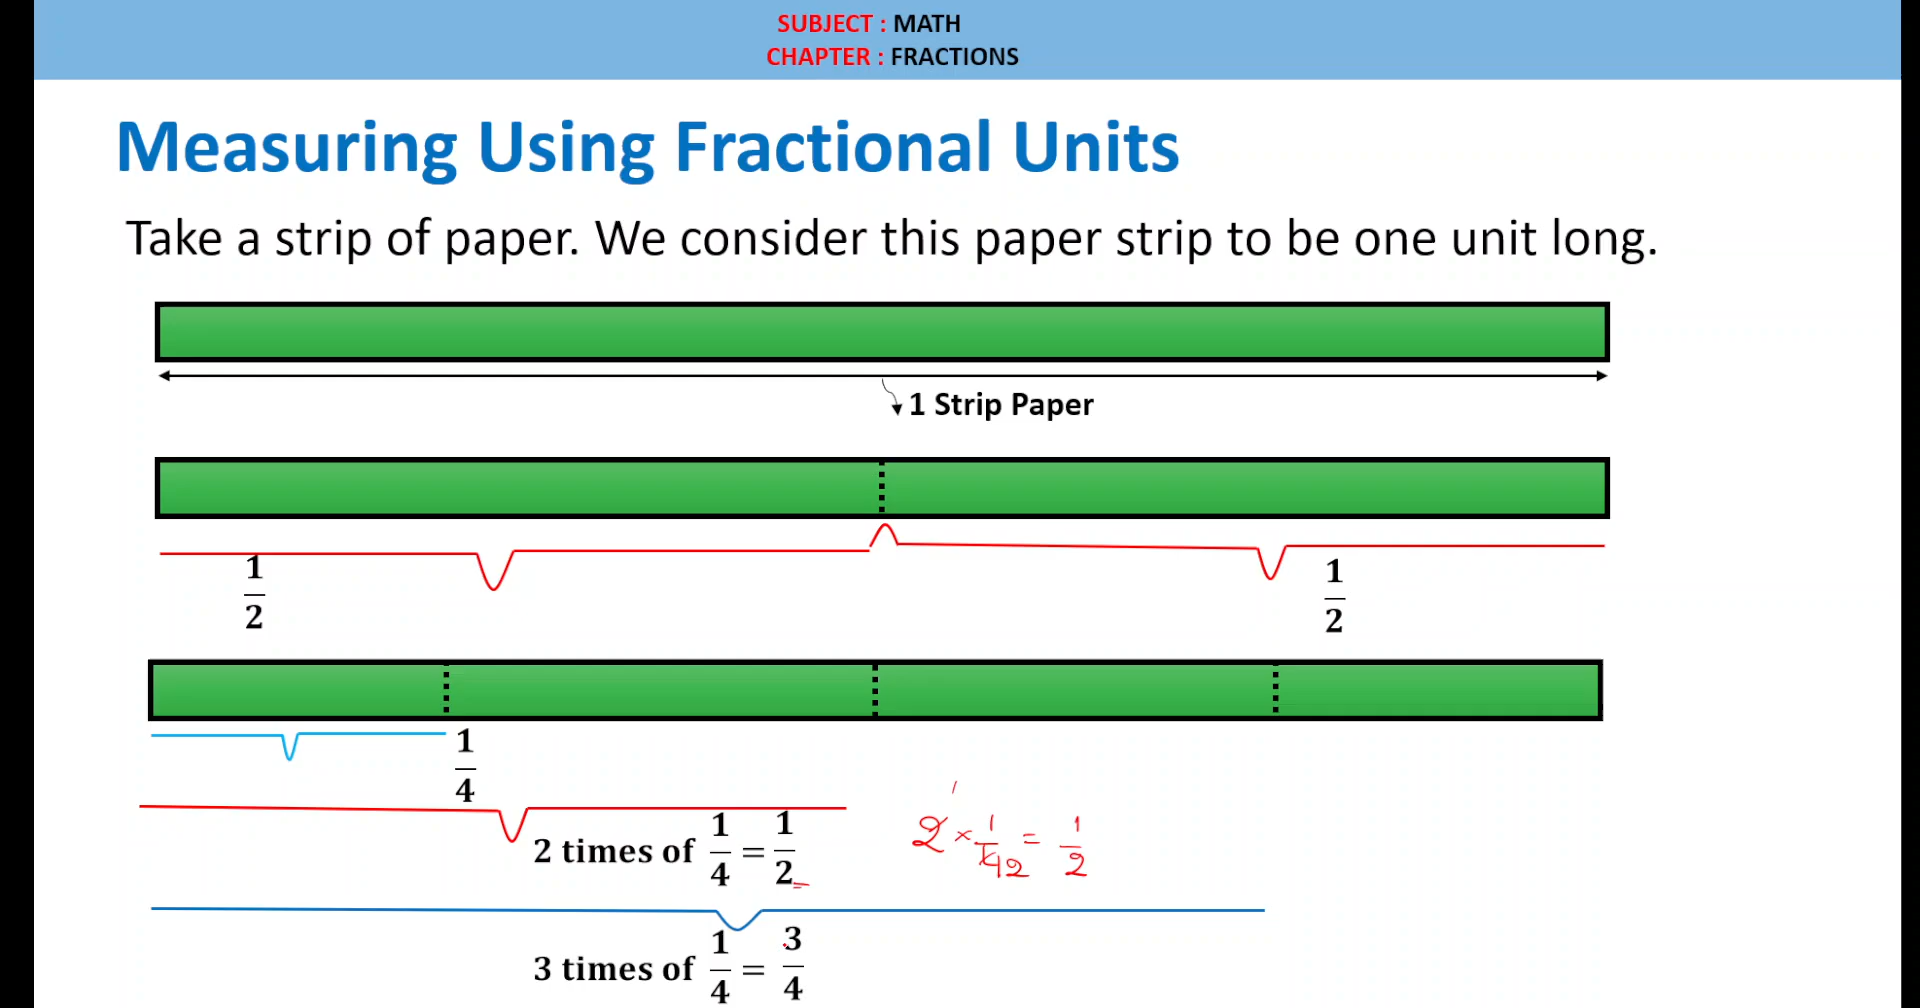 SUBJECT : MATH
CHAPTER : FRACTIONS
Measuring Using Fractional Units
Take a strip of paper. We consider this paper strip to be one unit long.
1 Strip Paper
1/2 1/2
1/4
2 times of 1/4 = 1/2
2 × 1/4 2 = 1/2
3 times of 1/4 = 3/4